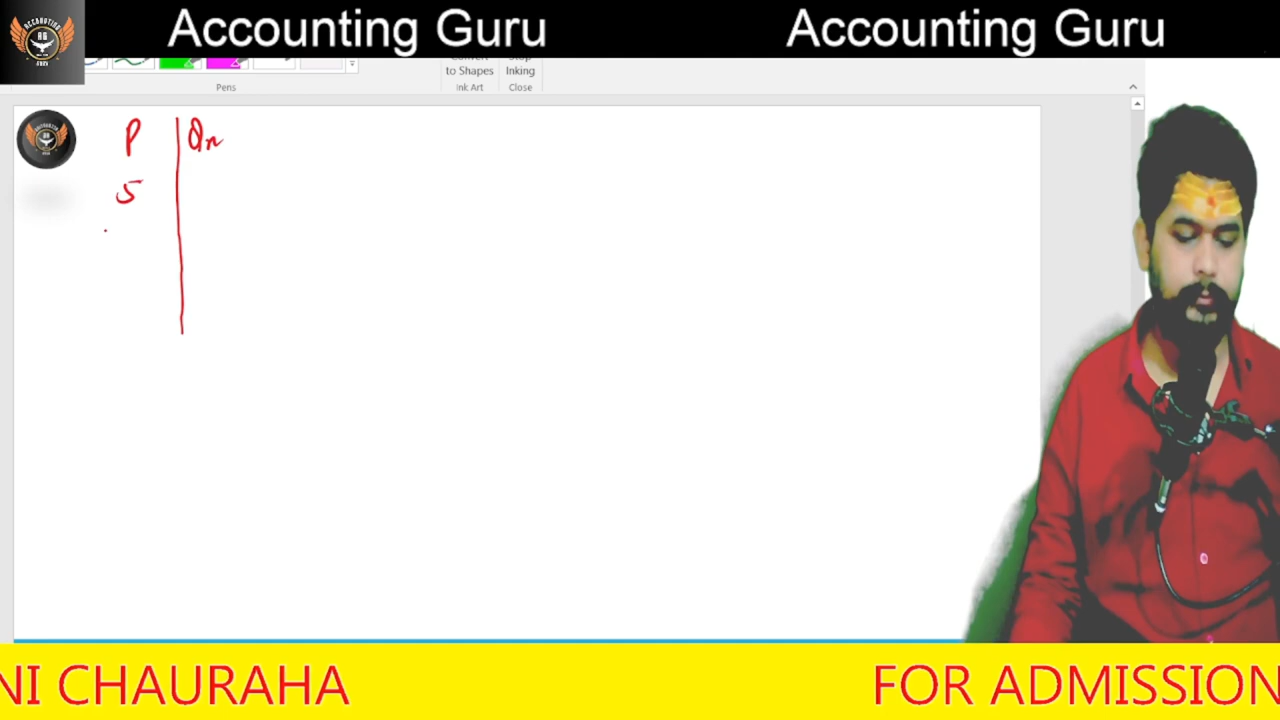 Accounting Guru
Accounting Guru
to Shapes
Inking
Pens
Ink Art
Close
P
Qn
5
NI CHAURAHA
FOR ADMISSION